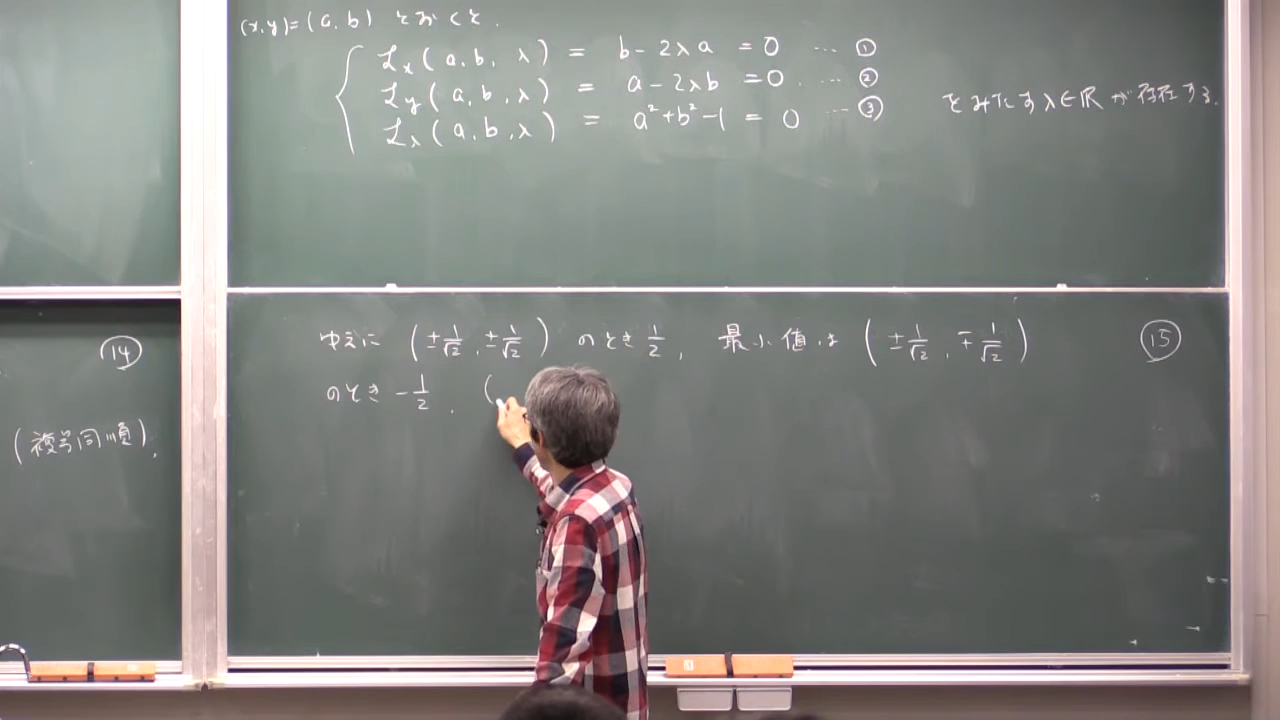 (x,y)=(a,b) とおくと.
ℒx(a,b,λ) = b-2λa = 0 … ①
ℒy(a,b,λ) = a-2λb = 0 … ②
ℒλ(a,b,λ) = a²+b²-1 = 0 … ③
をみたすλ∈ℝが存在する.
⑭
(複号同順),
ゆえに (±1/√2, ±1/√2) のとき 1/2, 最小値は (±1/√2, ∓1/√2) ⑮
のとき -1/2. (